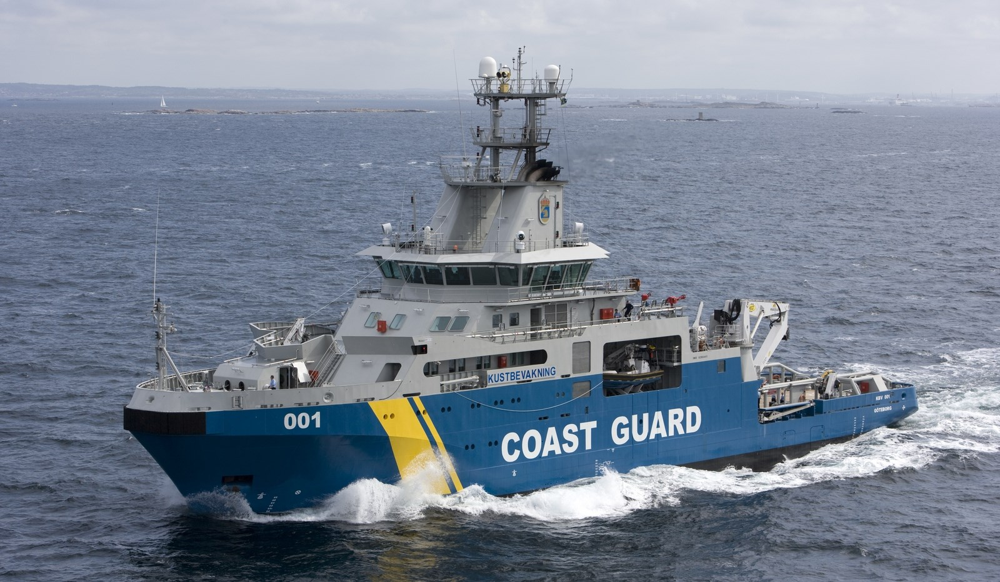 KUSTBEVAKNING
001
COAST GUARD
KBV 001
GÖTEBORG